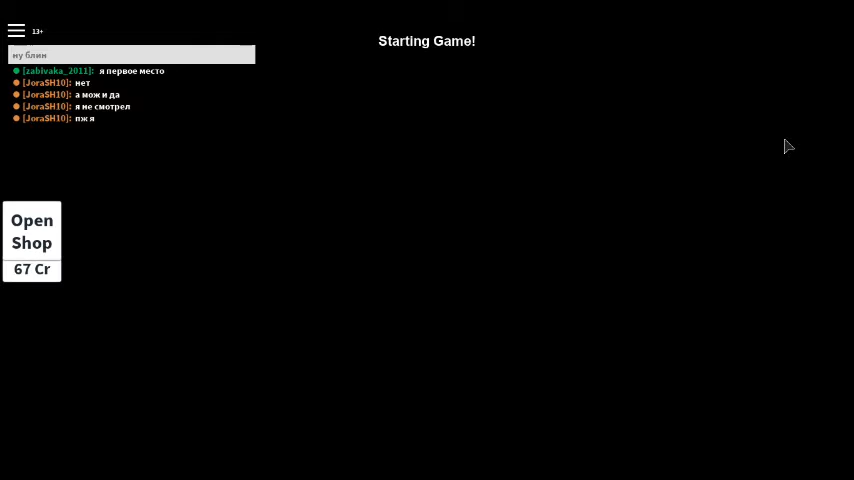 13+
Starting Game!
ну блин
[zabivaka_2011]: я первое место
[JoraSH10]: нет
[JoraSH10]: а мож и да
[JoraSH10]: я не смотрел
[JoraSH10]: пж я
Open
Shop
67 Cr